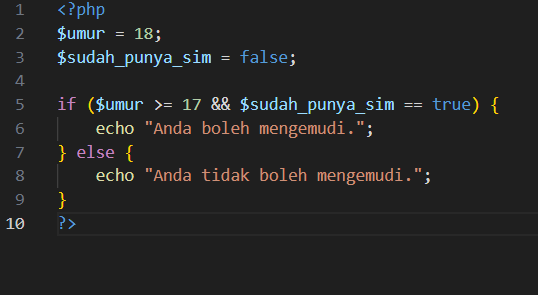 1 <?php
2 $umur = 18;
3 $sudah_punya_sim = false;
4
5 if ($umur >= 17 && $sudah_punya_sim == true) {
6     echo "Anda boleh mengemudi.";
7 } else {
8     echo "Anda tidak boleh mengemudi.";
9 }
10 ?>